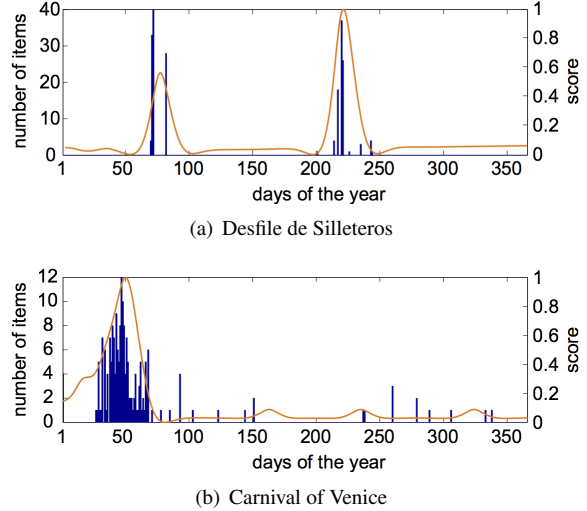 40
30
20
10
0
number of items
1
0.8
0.6
0.4
0.2
0
score
1 50 100 150 200 250 300 350
days of the year
(a) Desfile de Silleteros
12
10
8
6
4
2
0
number of items
1
0.8
0.6
0.4
0.2
0
score
1 50 100 150 200 250 300 350
days of the year
(b) Carnival of Venice